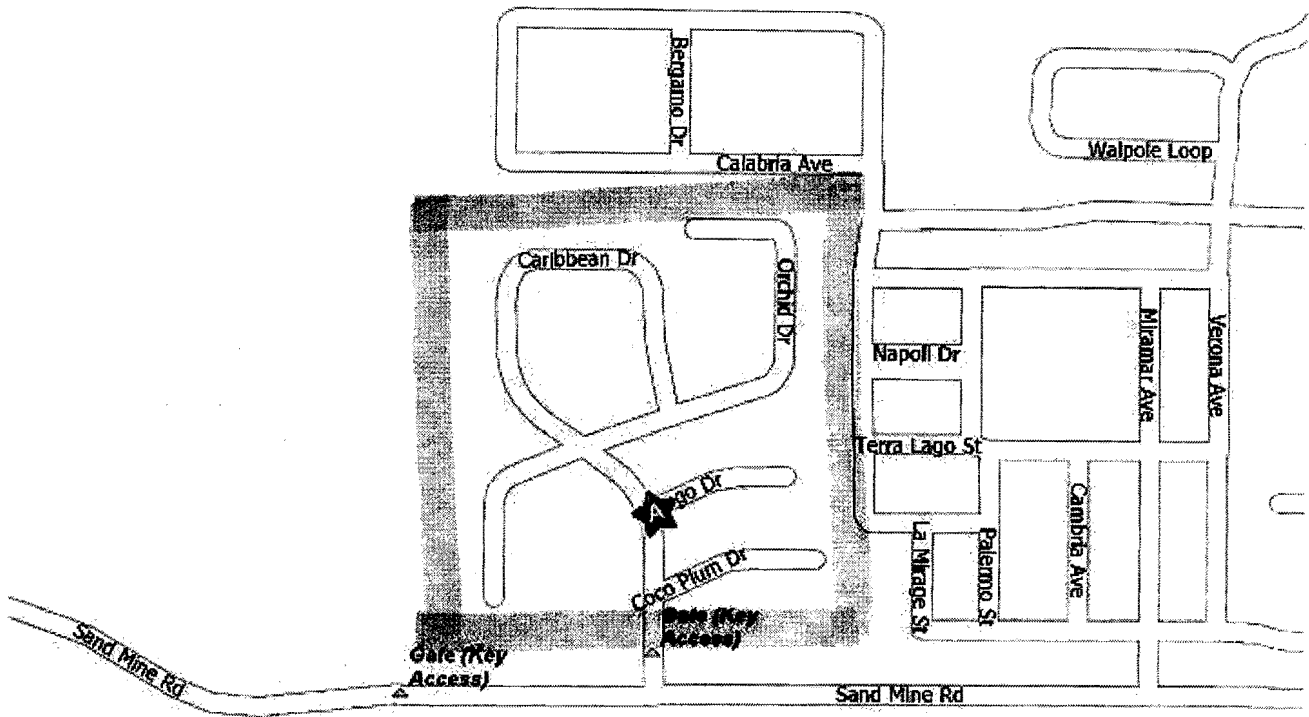 Bergamo Dr
Calabria Ave
Walpole Loop
Caribbean Dr
Orchid Dr
Napoli Dr
Miramar Ave
Verona Ave
Terra Lago St
Dr
A
Cambria Ave
La Mirage St
Palermo St
Coco Plum Dr
Gate (Key
Access)
Gate (Key
Access)
Sand Mine Rd
Sand Mine Rd